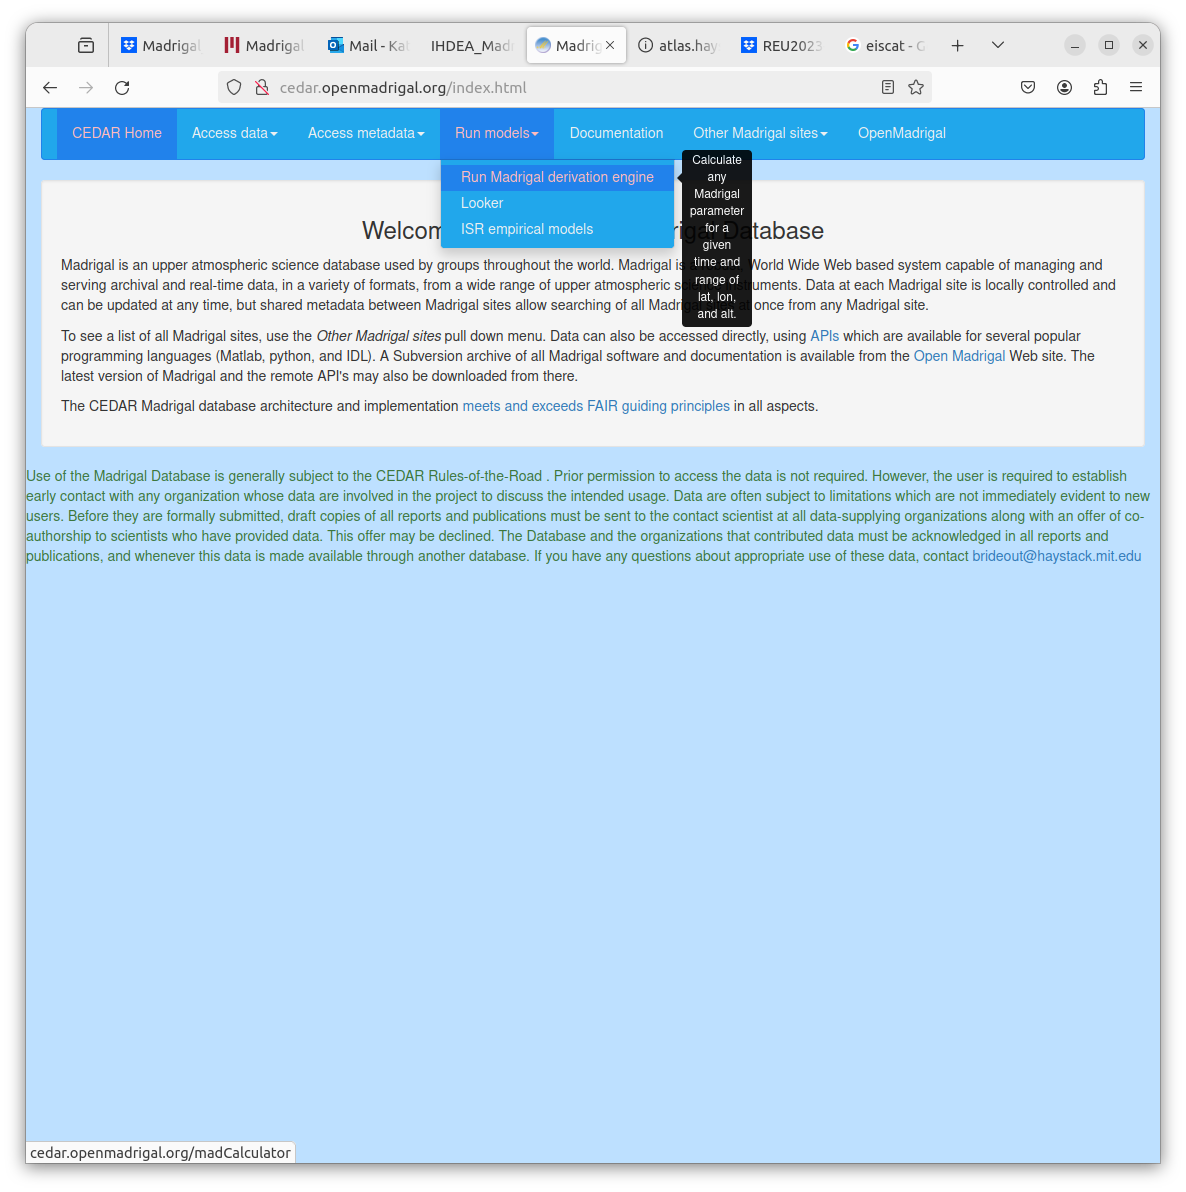 Madrigal
Madrigal
Mail - Kat
IHDEA_Mad
Madrig
atlas.hay
REU2023
eiscat - G
cedar.openmadrigal.org/index.html
CEDAR Home
Access data
Access metadata
Run models
Documentation
Other Madrigal sites
OpenMadrigal
Run Madrigal derivation engine
Looker
ISR empirical models
Calculate
any
Madrigal
parameter
for a
given
time and
range of
lat, lon,
and alt.
Welcom rigal Database
Madrigal is an upper atmospheric science database used by groups throughout the world. Madrigal is a World Wide Web based system capable of managing and
serving archival and real-time data, in a variety of formats, from a wide range of upper atmospheric science instruments. Data at each Madrigal site is locally controlled and
can be updated at any time, but shared metadata between Madrigal sites allow searching of all Madrigal sites at once from any Madrigal site.
To see a list of all Madrigal sites, use the Other Madrigal sites pull down menu. Data can also be accessed directly, using APIs which are available for several popular
programming languages (Matlab, python, and IDL). A Subversion archive of all Madrigal software and documentation is available from the Open Madrigal Web site. The
latest version of Madrigal and the remote API's may also be downloaded from there.
The CEDAR Madrigal database architecture and implementation meets and exceeds FAIR guiding principles in all aspects.
Use of the Madrigal Database is generally subject to the CEDAR Rules-of-the-Road . Prior permission to access the data is not required. However, the user is required to establish
early contact with any organization whose data are involved in the project to discuss the intended usage. Data are often subject to limitations which are not immediately evident to new
users. Before they are formally submitted, draft copies of all reports and publications must be sent to the contact scientist at all data-supplying organizations along with an offer of co-
authorship to scientists who have provided data. This offer may be declined. The Database and the organizations that contributed data must be acknowledged in all reports and
publications, and whenever this data is made available through another database. If you have any questions about appropriate use of these data, contact brideout@haystack.mit.edu
cedar.openmadrigal.org/madCalculator